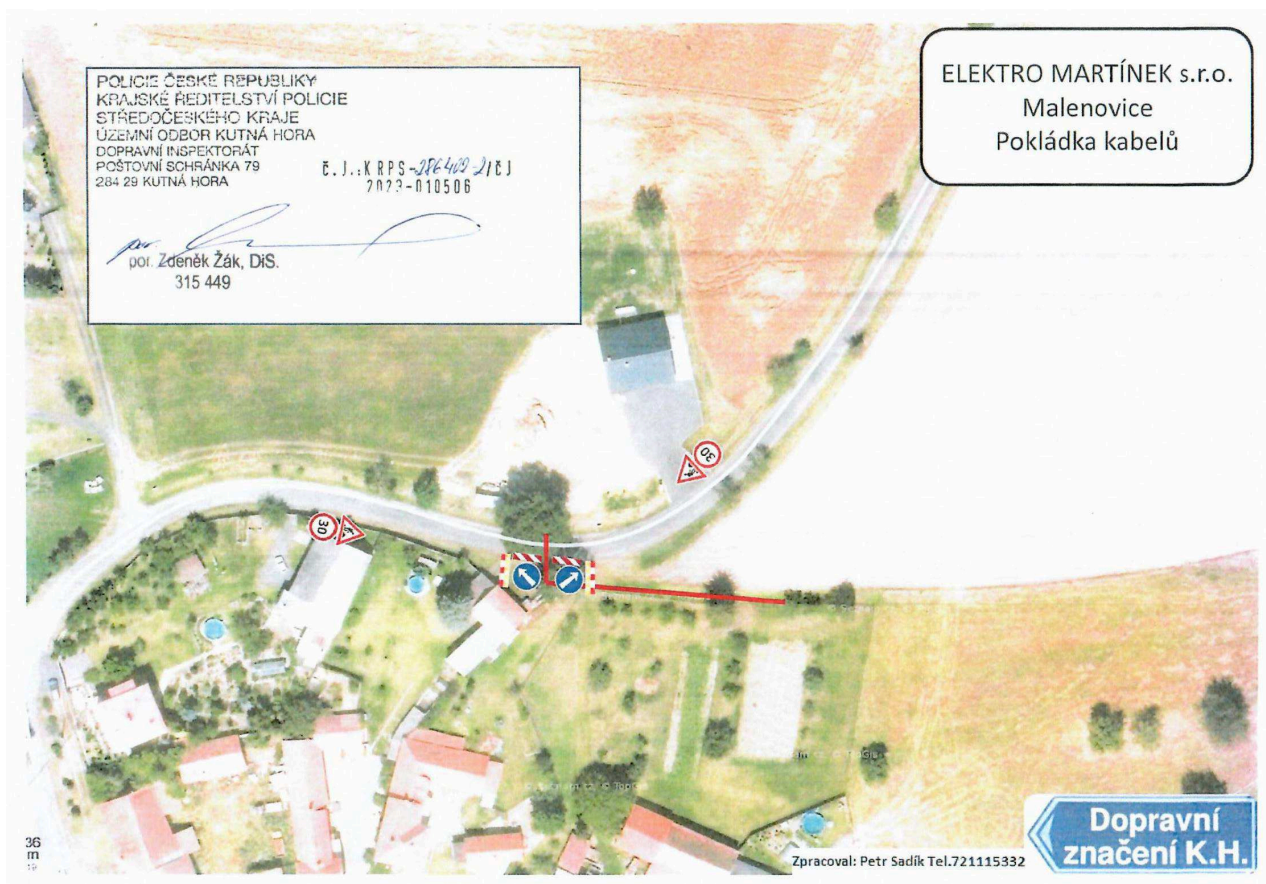 POLICIE ČESKÉ REPUBLIKY
KRAJSKÉ ŘEDITELSTVÍ POLICIE
STŘEDOČESKÉHO KRAJE
ÚZEMNÍ ODBOR KUTNÁ HORA
DOPRAVNÍ INSPEKTORÁT
POŠTOVNÍ SCHRÁNKA 79
284 29 KUTNÁ HORA
Č.J.:KRPS-286402-2/ČJ
2023-010506
por. Zdeněk Žák, DiS.
315 449
ELEKTRO MARTÍNEK s.r.o.
Malenovice
Pokládka kabelů
30
30
36
m
Zpracoval: Petr Sadík Tel.721115332
Dopravní
značení K.H.